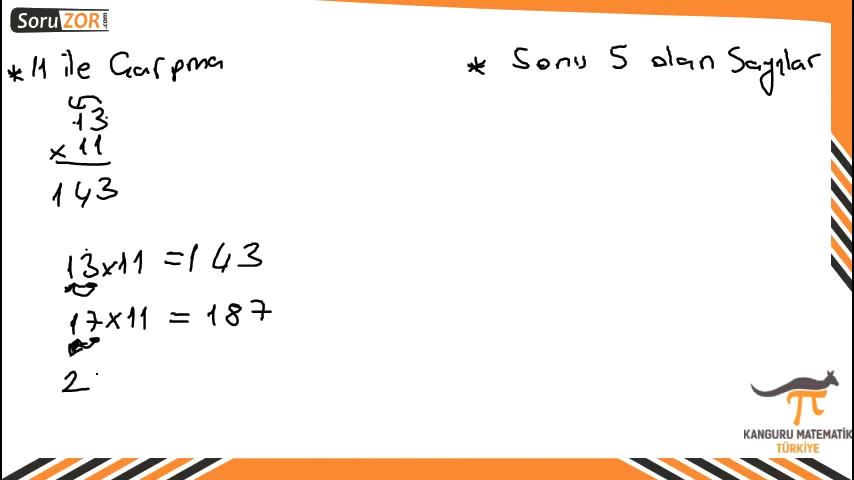 SoruZOR.com
* 11 ile Çarpma
13
x 11
143
13x11 = 143
17x11 = 187
2
* Sonu 5 olan Sayılar
KANGURU MATEMATİK
TÜRKİYE